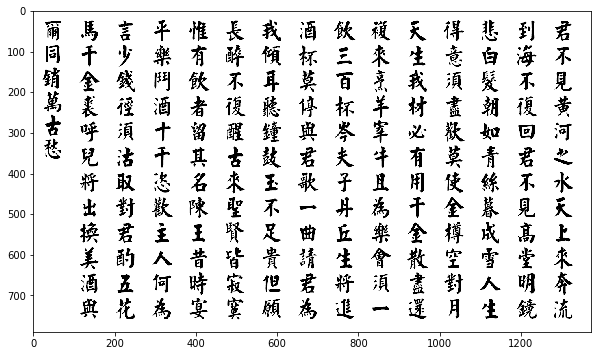 君不見黃河之水天上來奔流
到海不復回君不見高堂明鏡
悲白髮朝如青絲暮成雪人生
得意須盡歡莫使金樽空對月
天生我材必有用千金散盡還
複來烹羊宰牛且為樂會須一
飲三百杯岑夫子丹丘生將進
酒杯莫停與君歌一曲請君為
我傾耳聽鐘鼓玉不足貴但願
長醉不復醒古來聖賢皆寂寞
惟有飲者留其名陳王昔時宴
平樂鬥酒十千恣歡主人何為
言少錢徑須沽取對君酌五花
馬千金裘呼兒將出換美酒與
爾同銷萬古愁
0
100
200
300
400
500
600
700
0 200 400 600 800 1000 1200